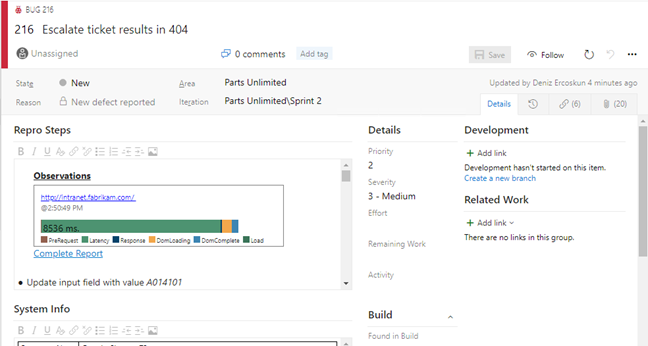 BUG 216
216 Escalate ticket results in 404
Unassigned
0 comments
Add tag
Save
Follow
State
New
Area
Parts Unlimited
Updated by Deniz Ercoskun 4 minutes ago
Reason
New defect reported
Iteration
Parts Unlimited\Sprint 2
Details
(6)
(20)
Repro Steps
B I U
Observations
http://intranet.fabrikam.com/
@2:50:49 PM
8536 ms.
PreRequest Latency Response DomLoading DomComplete Load
Complete Report
• Update input field with value A014101
System Info
B I U
Details
Priority
2
Severity
3 - Medium
Effort
Remaining Work
Activity
Build
Found in Build
Development
+ Add link
Development hasn't started on this item.
Create a new branch
Related Work
+ Add link
There are no links in this group.